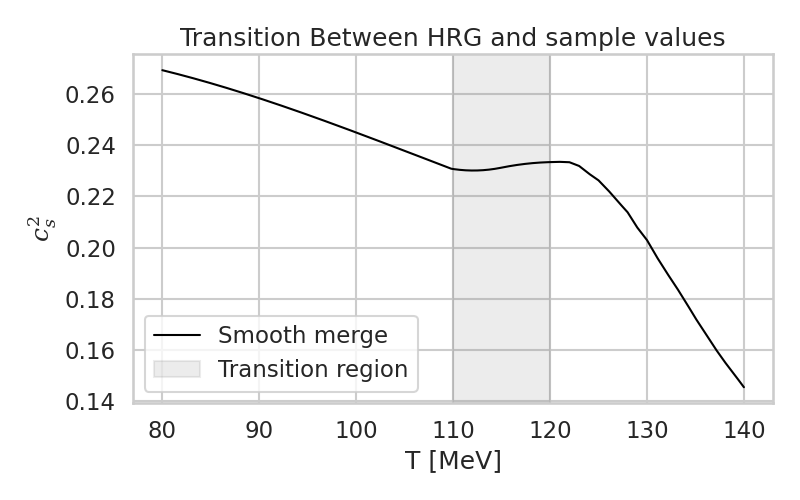 Transition Between HRG and sample values
0.26
0.24
0.22
0.20
0.18
0.16
0.14
$c_s^2$
Smooth merge
Transition region
80 90 100 110 120 130 140
T [MeV]